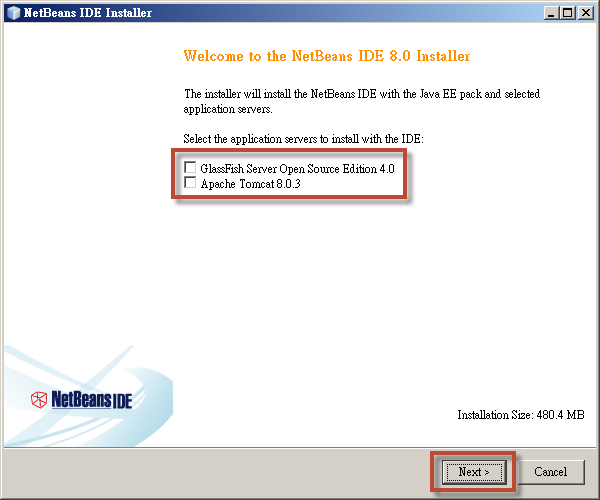 NetBeans IDE Installer
Welcome to the NetBeans IDE 8.0 Installer
The installer will install the NetBeans IDE with the Java EE pack and selected
application servers.
Select the application servers to install with the IDE:
GlassFish Server Open Source Edition 4.0
Apache Tomcat 8.0.3
NetBeans IDE
Installation Size: 480.4 MB
Next >
Cancel